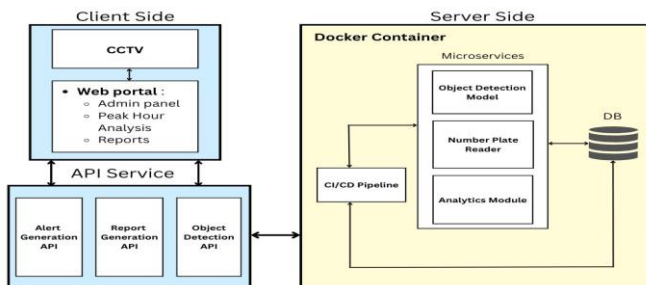 Client Side
CCTV
Web portal :
Admin panel
Peak Hour
Analysis
Reports
API Service
Alert
Generation
API
Report
Generation
API
Object
Detection
API
Server Side
Docker Container
Microservices
Object Detection
Model
Number Plate
Reader
Analytics Module
CI/CD Pipeline
DB